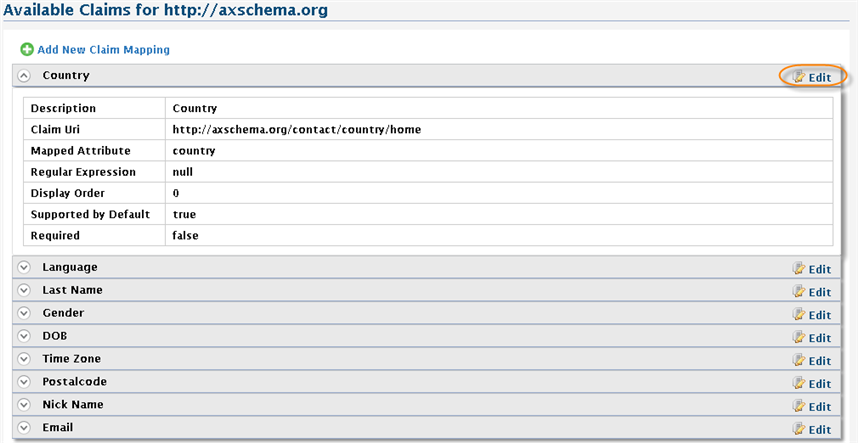 Available Claims for http://axschema.org
Add New Claim Mapping
Country Edit
Description Country
Claim Uri http://axschema.org/contact/country/home
Mapped Attribute country
Regular Expression null
Display Order 0
Supported by Default true
Required false
Language Edit
Last Name Edit
Gender Edit
DOB Edit
Time Zone Edit
Postalcode Edit
Nick Name Edit
Email Edit